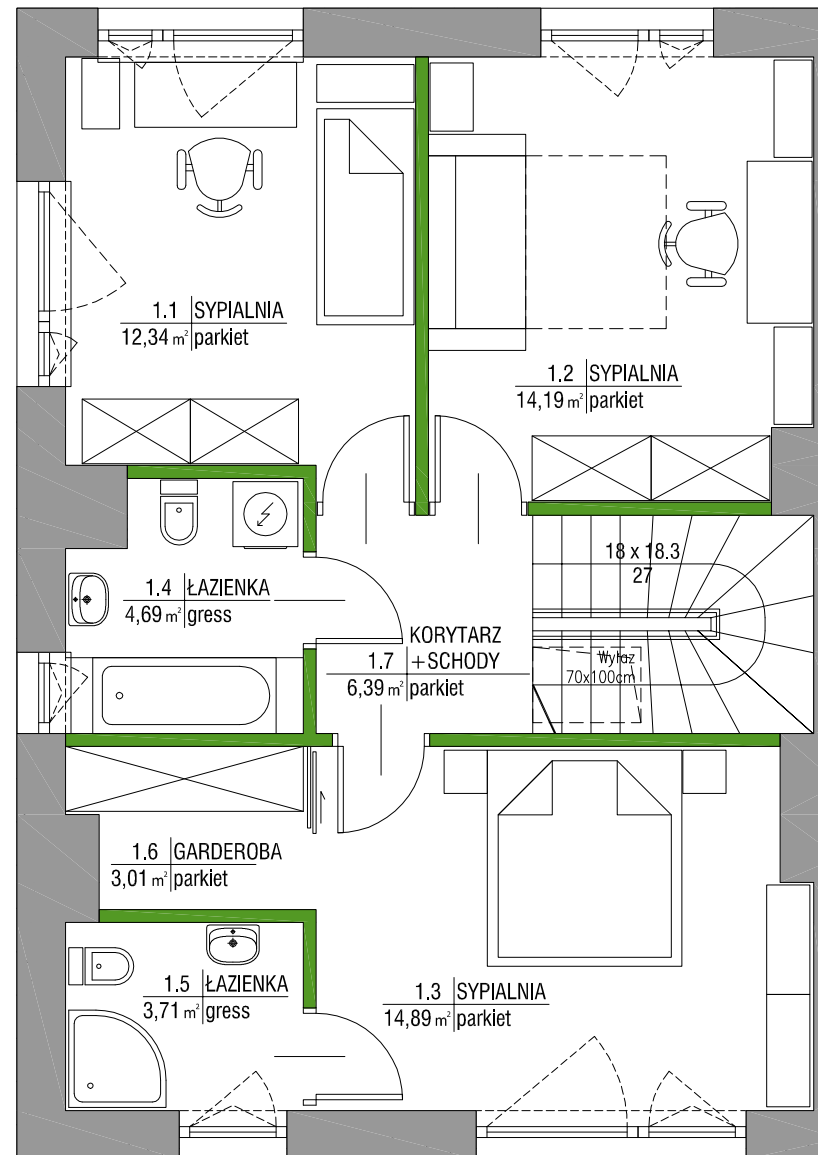 1.1 SYPIALNIA
12,34 m² parkiet
1.2 SYPIALNIA
14,19 m² parkiet
18 x 18.3
27
1.4 ŁAZIENKA
4,69 m² gress
KORYTARZ
1.7 +SCHODY
6,39 m² parkiet
Wyłaz
70x100cm
1.6 GARDEROBA
3,01 m² parkiet
1.5 ŁAZIENKA
3,71 m² gress
1.3 SYPIALNIA
14,89 m² parkiet